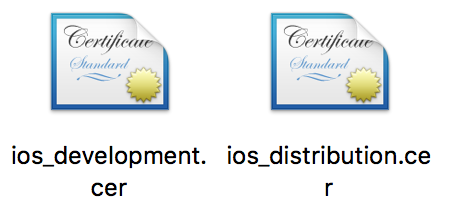 Certificate
Standard
Certificate
Standard
ios_development.
cer
ios_distribution.ce
r